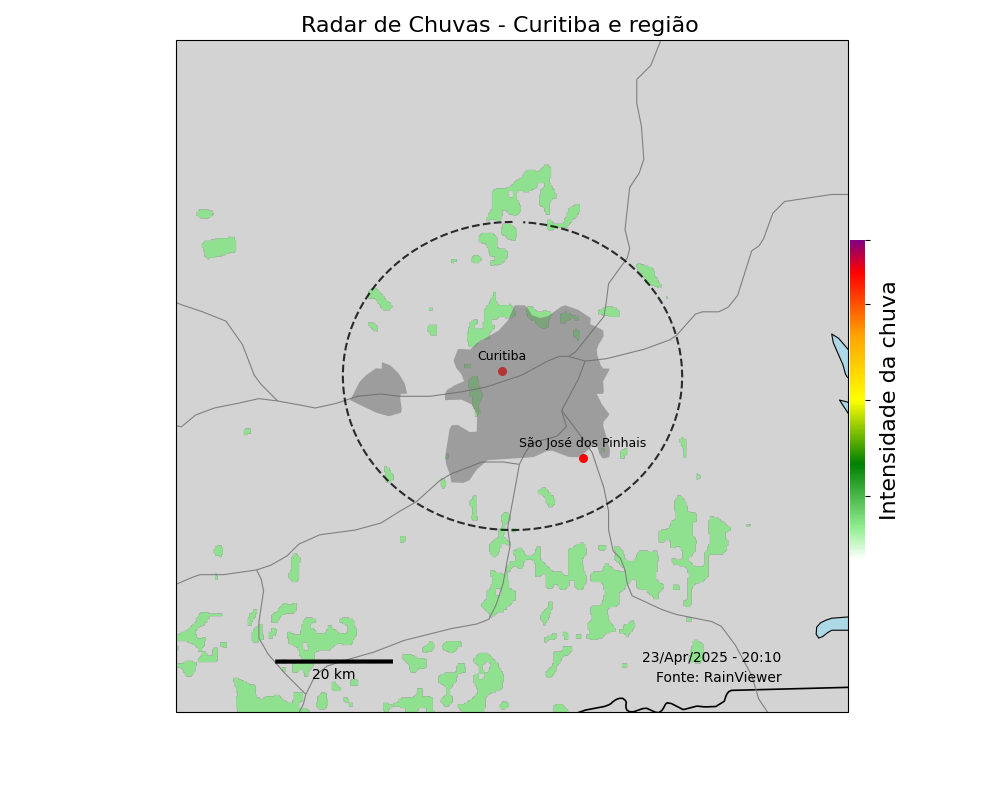 Radar de Chuvas - Curitiba e região
Curitiba
São José dos Pinhais
Intensidade da chuva
23/Apr/2025 - 20:10
20 km
Fonte: RainViewer